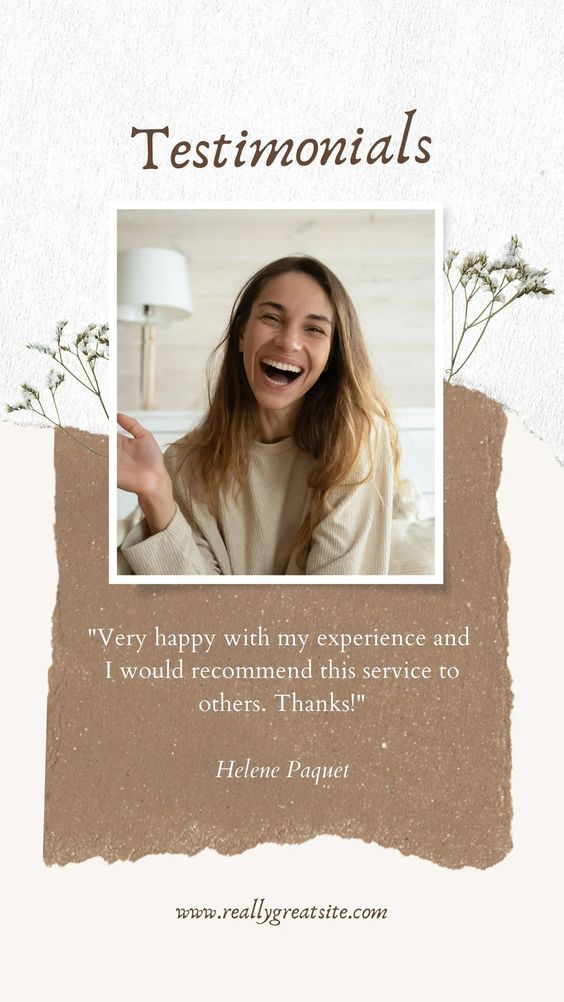 Testimonials
"Very happy with my experience and
I would recommend this service to
others. Thanks!"
Helene Paquet
www.reallygreatsite.com